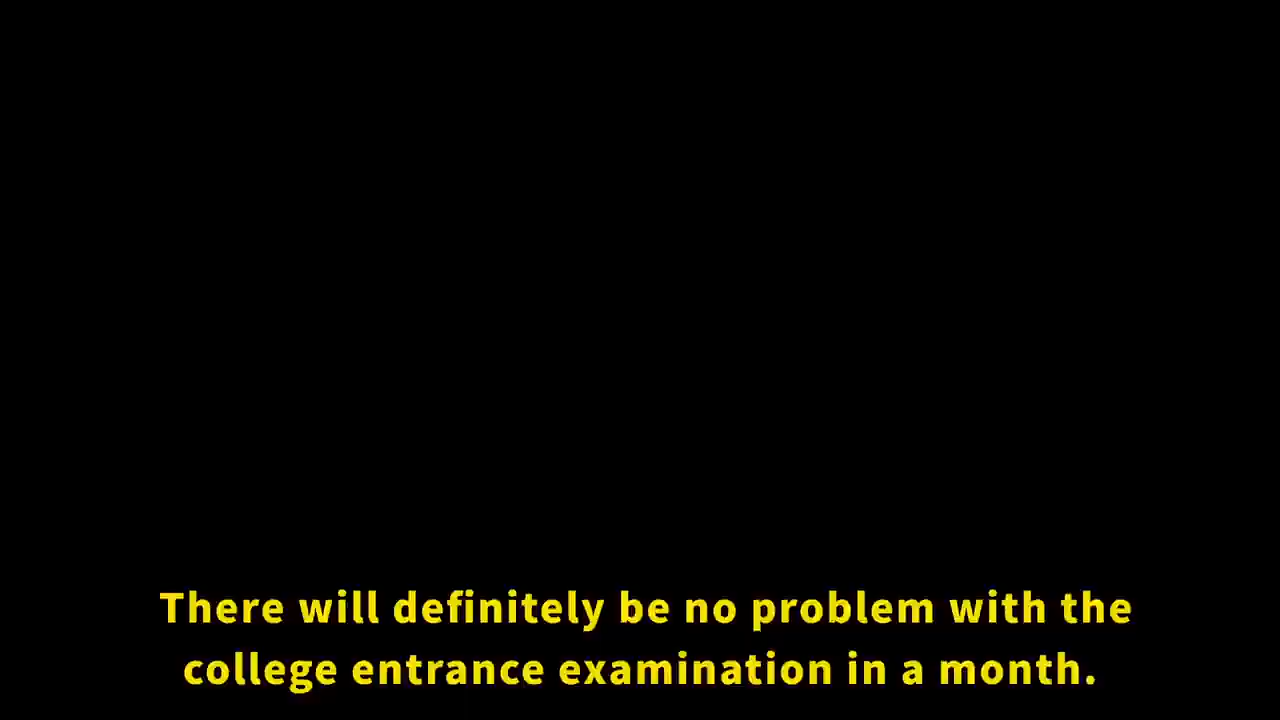 There will definitely be no problem with the
college entrance examination in a month.